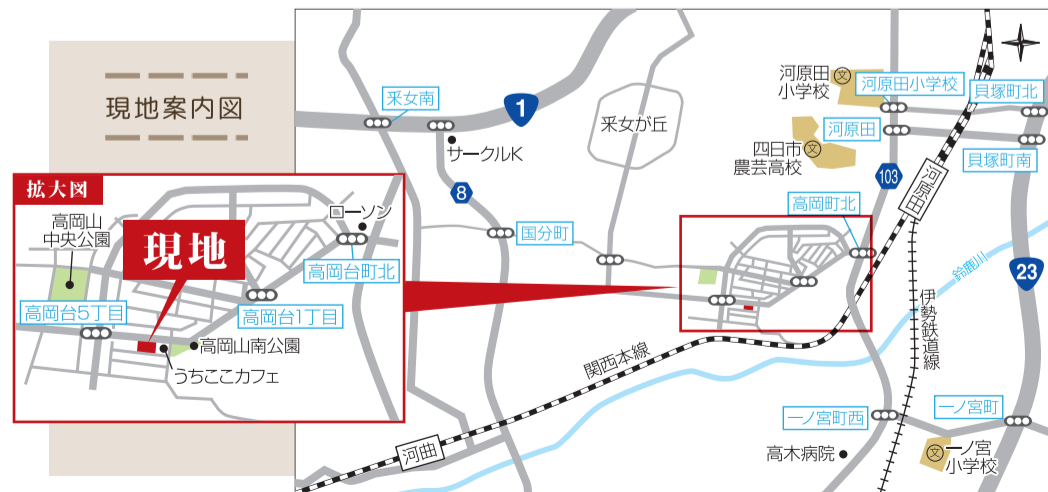 現地案内図
拡大図
高岡山
中央公園
現地
ローソン
高岡台町北
高岡台5丁目
高岡台1丁目
高岡山南公園
うちここカフェ
釆女南
1
サークルK
8
国分町
釆女が丘
河原田
小学校
河原田小学校
貝塚町北
河原田
四日市
農芸高校
貝塚町南
103
河原田
高岡町北
鈴鹿川
23
伊勢鉄道線
関西本線
河曲
一ノ宮町西
一ノ宮町
高木病院
一ノ宮
小学校
文
文
文